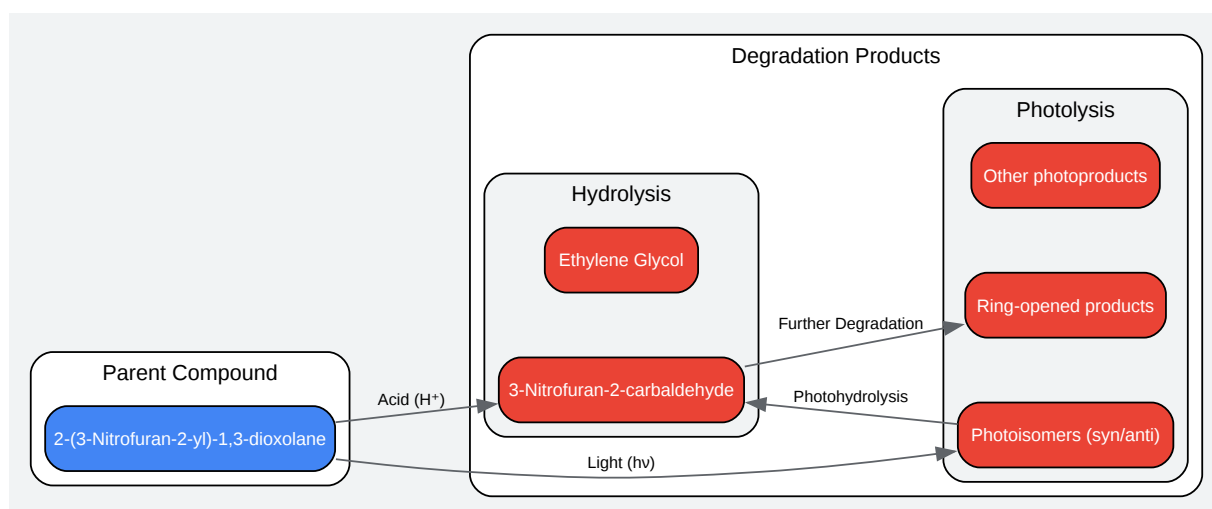 Degradation Products
Photolysis
Other photoproducts
Hydrolysis
Ethylene Glycol
Ring-opened products
Further Degradation
Parent Compound
3-Nitrofuran-2-carbaldehyde
Acid (H⁺)
Photohydrolysis
2-(3-Nitrofuran-2-yl)-1,3-dioxolane
Photoisomers (syn/anti)
Light (hν)